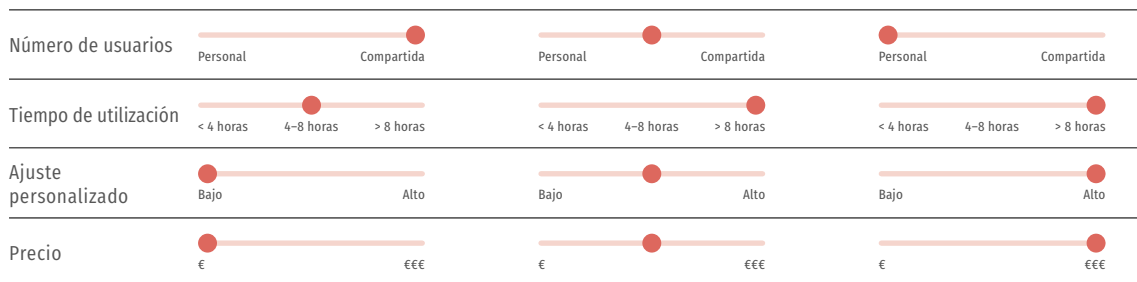 Número de usuarios
Personal Compartida Personal Compartida Personal Compartida
Tiempo de utilización
< 4 horas 4–8 horas > 8 horas < 4 horas 4–8 horas > 8 horas < 4 horas 4–8 horas > 8 horas
Ajuste
personalizado
Bajo Alto Bajo Alto Bajo Alto
Precio
€ €€€ € €€€ € €€€